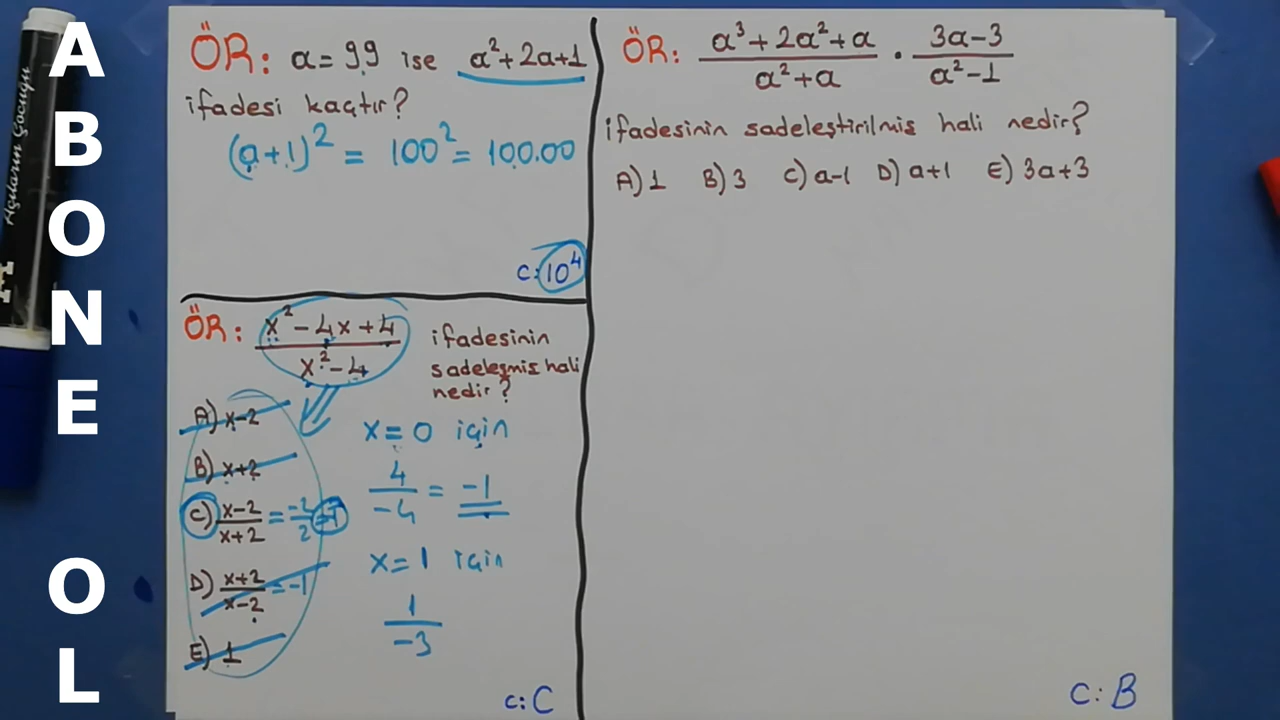 ABONE OL
Açıların Çocuğu
ÖR: a=99 ise a²+2a+1
ifadesi kaçtır?
(a+1)² = 100² = 100.00
C: 10⁴
ÖR: x²-4x+4 / x²-4 ifadesinin
sadeleşmiş hali
nedir?
A) x-2
B) x+2
C) x-2 / x+2 = -2 / 2 = -1
D) x+2 / x-2 = -1
E) 1
x=0 için
4 / -4 = -1
x=1 için
1 / -3
C: C
ÖR: a³+2a²+a / a²+a · 3a-3 / a²-1
ifadesinin sadeleştirilmiş hali nedir?
A) 1 B) 3 C) a-1 D) a+1 E) 3a+3
C: B